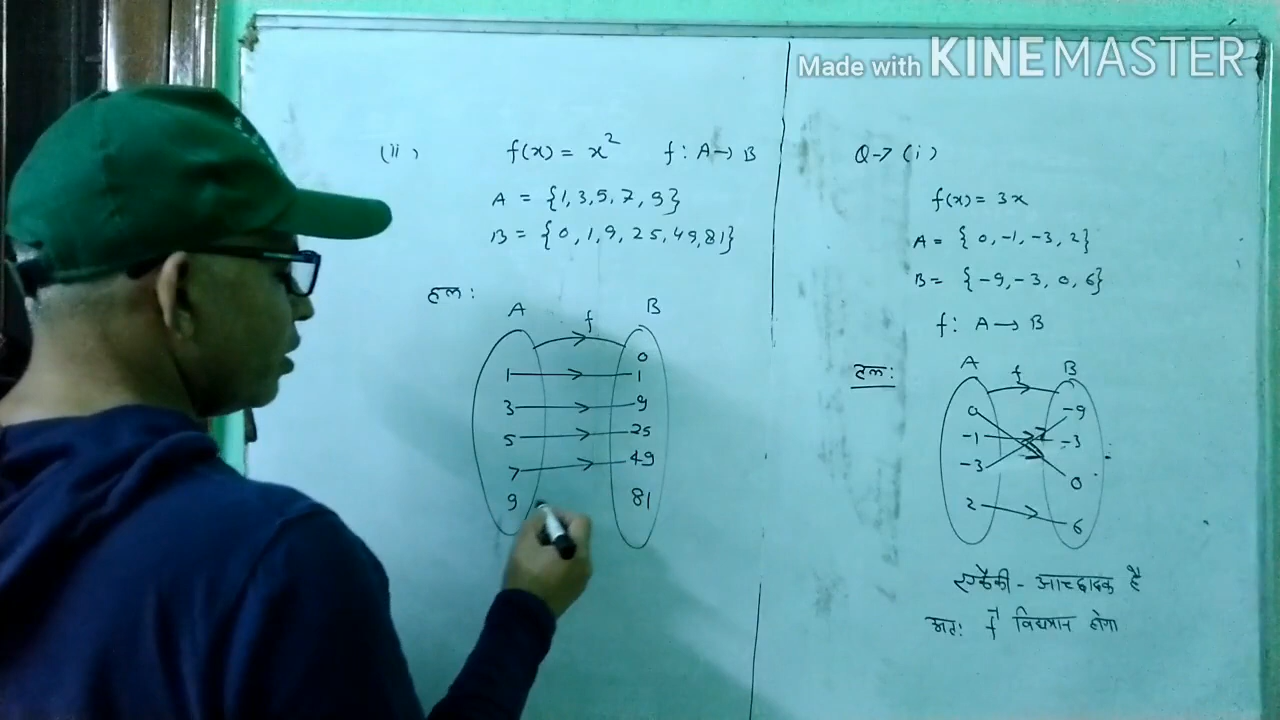 Made with KINEMASTER
(ii) f(x) = x² f : A → B
A = {1, 3, 5, 7, 9}
B = {0, 1, 9, 25, 49, 81}
हल :
A f B
0
1 1
3 9
5 25
7 49
9 81
Q→ (i)
f(x) = 3x
A = { 0, -1, -3, 2}
B = {-9, -3, 0, 6}
f : A → B
हल :
A f B
0 -9
-1 -3
-3 0
2 6
एकैकी - आच्छादक है
अतः f⁻¹ विद्यमान होगा